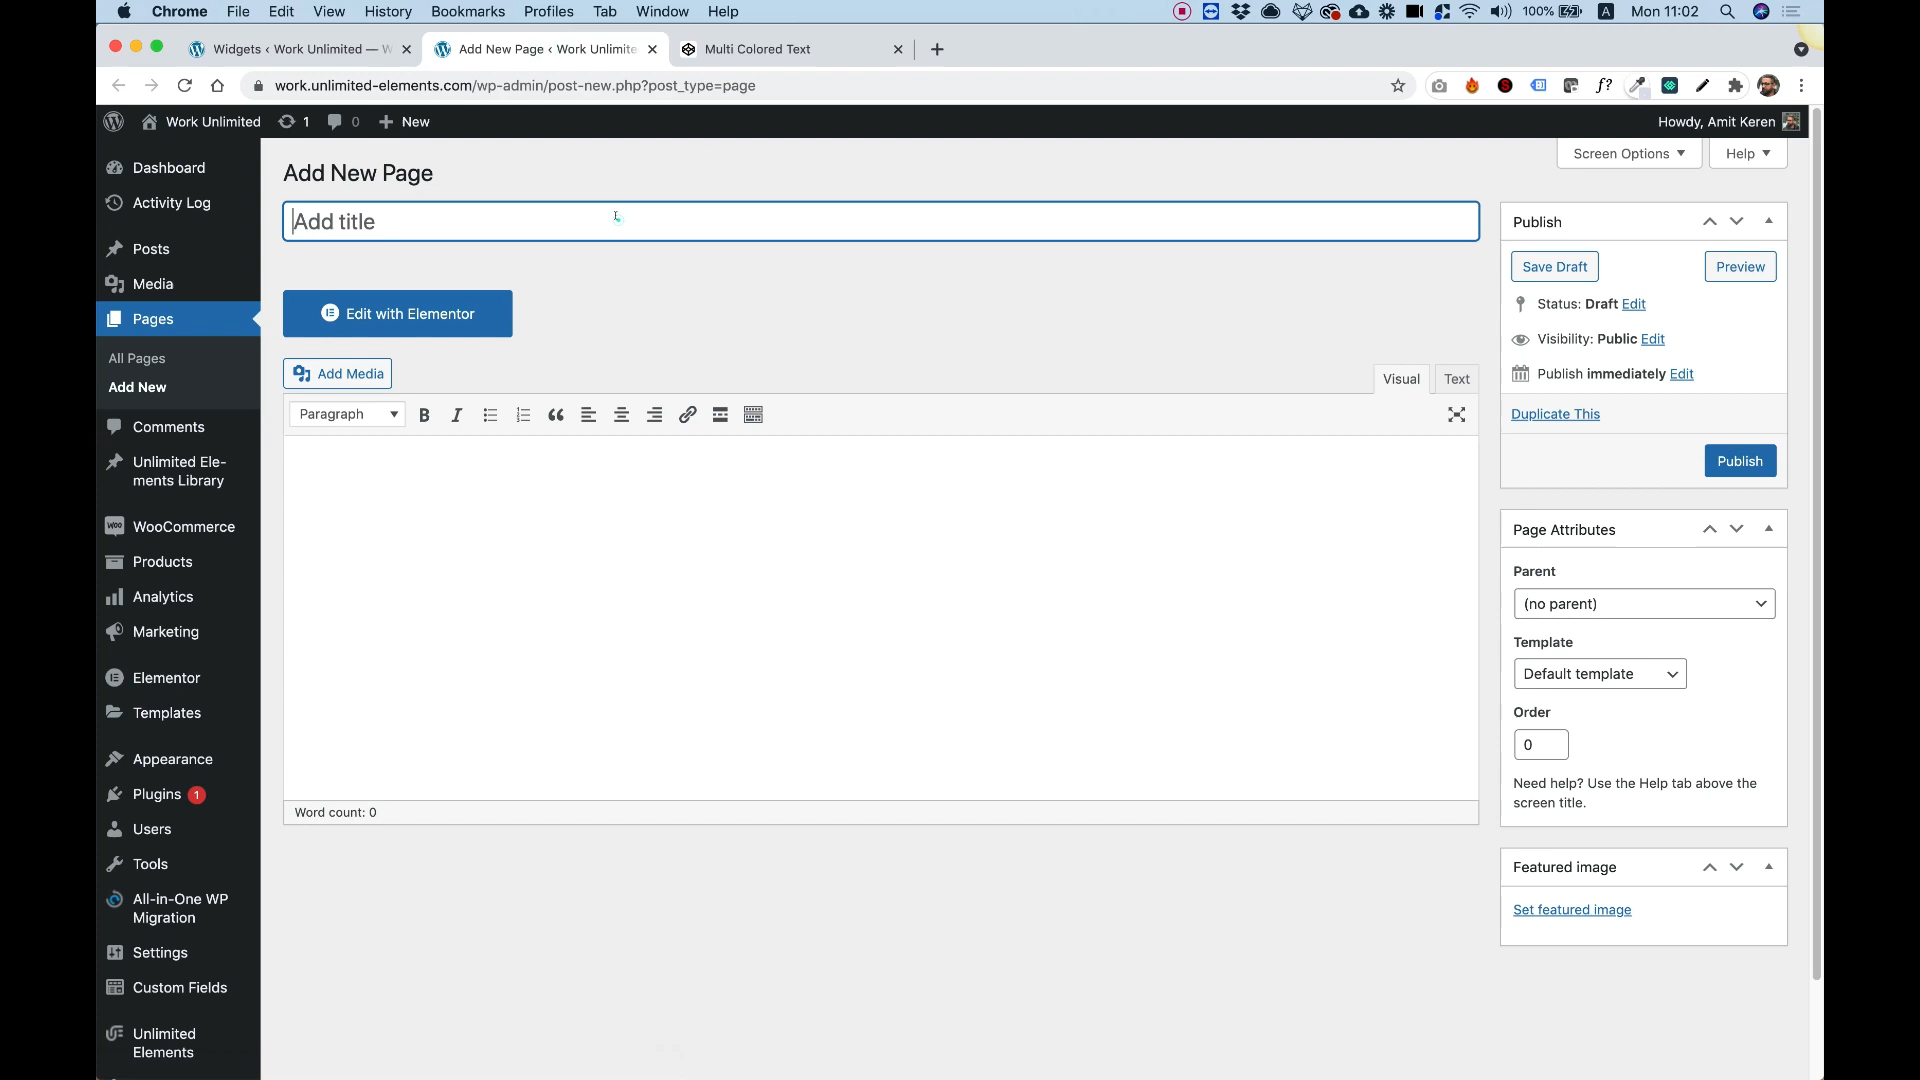 Chrome File Edit View History Bookmarks Profiles Tab Window Help 100% A Mon 11:02
Widgets ‹ Work Unlimited — W
Add New Page ‹ Work Unlimite
Multi Colored Text
work.unlimited-elements.com/wp-admin/post-new.php?post_type=page
f?
Work Unlimited 1 0 New
Howdy, Amit Keren
Dashboard
Activity Log
Posts
Media
Pages
All Pages
Add New
Comments
Unlimited Ele-
ments Library
WooCommerce
Products
Analytics
Marketing
Elementor
Templates
Appearance
Plugins 1
Users
Tools
All-in-One WP
Migration
Settings
Custom Fields
Unlimited
Elements
Screen Options
Help
Add New Page
Add title
Edit with Elementor
Add Media
Visual
Text
Paragraph
Word count: 0
Publish
Save Draft
Preview
Status: Draft Edit
Visibility: Public Edit
Publish immediately Edit
Duplicate This
Publish
Page Attributes
Parent
(no parent)
Template
Default template
Order
0
Need help? Use the Help tab above the
screen title.
Featured image
Set featured image